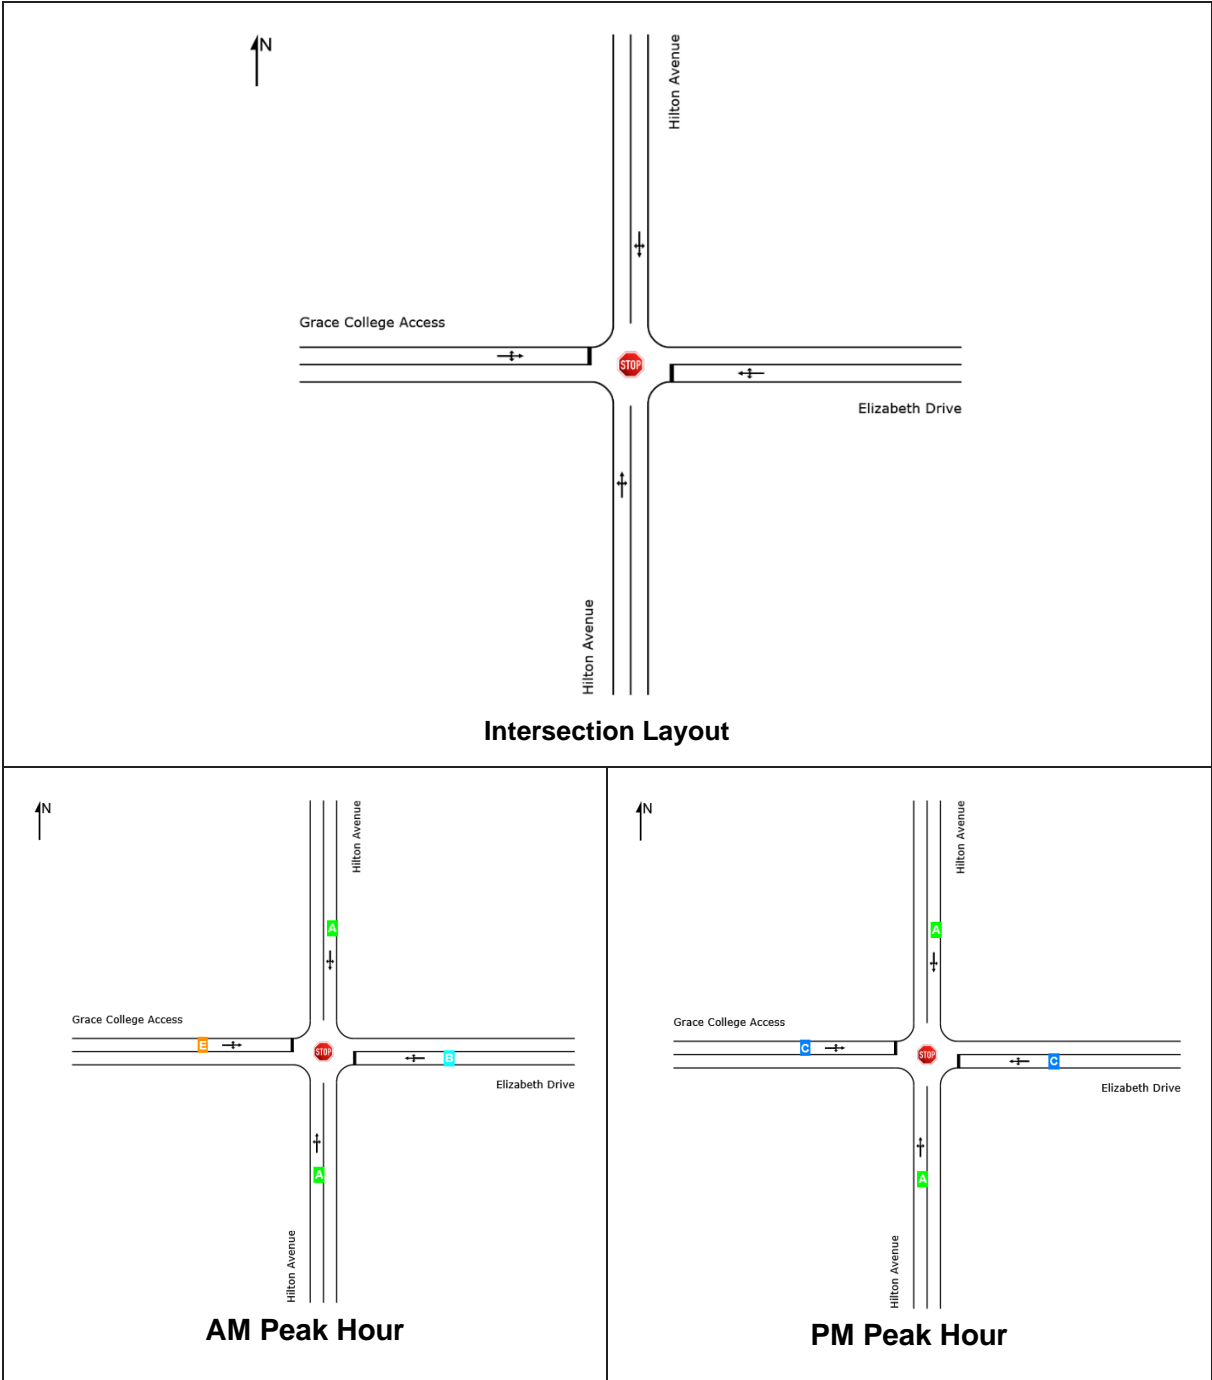 N
Hilton Avenue
Grace College Access
STOP
Elizabeth Drive
Hilton Avenue
Intersection Layout
N
Hilton Avenue
A
Grace College Access
E
STOP
B
Elizabeth Drive
A
Hilton Avenue
AM Peak Hour
N
Hilton Avenue
A
Grace College Access
C
STOP
C
Elizabeth Drive
A
Hilton Avenue
PM Peak Hour